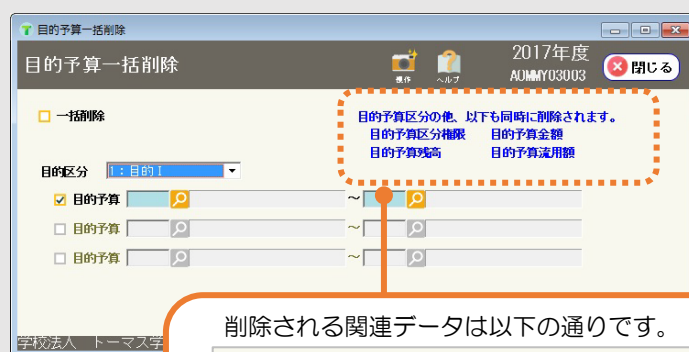 目的予算一括削除
目的予算一括削除
操作 ヘルプ
2017年度
AOMMY03003
閉じる
一括削除
目的予算区分の他、以下も同時に削除されます。
目的予算区分権限 目的予算金額
目的予算残高 目的予算流用額
目的区分 1:目的Ⅰ
目的予算 ～
目的予算 ～
目的予算 ～
学校法人 トーマス学
削除される関連データは以下の通りです。